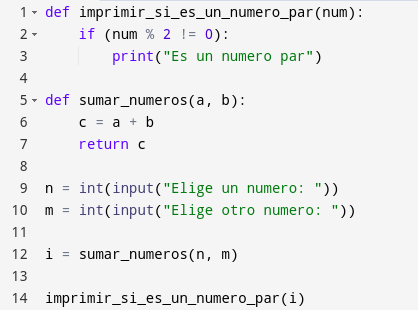 1 def imprimir_si_es_un_numero_par(num):
2 if (num % 2 != 0):
3 print("Es un numero par")
4
5 def sumar_numeros(a, b):
6 c = a + b
7 return c
8
9 n = int(input("Elige un numero: "))
10 m = int(input("Elige otro numero: "))
11
12 i = sumar_numeros(n, m)
13
14 imprimir_si_es_un_numero_par(i)